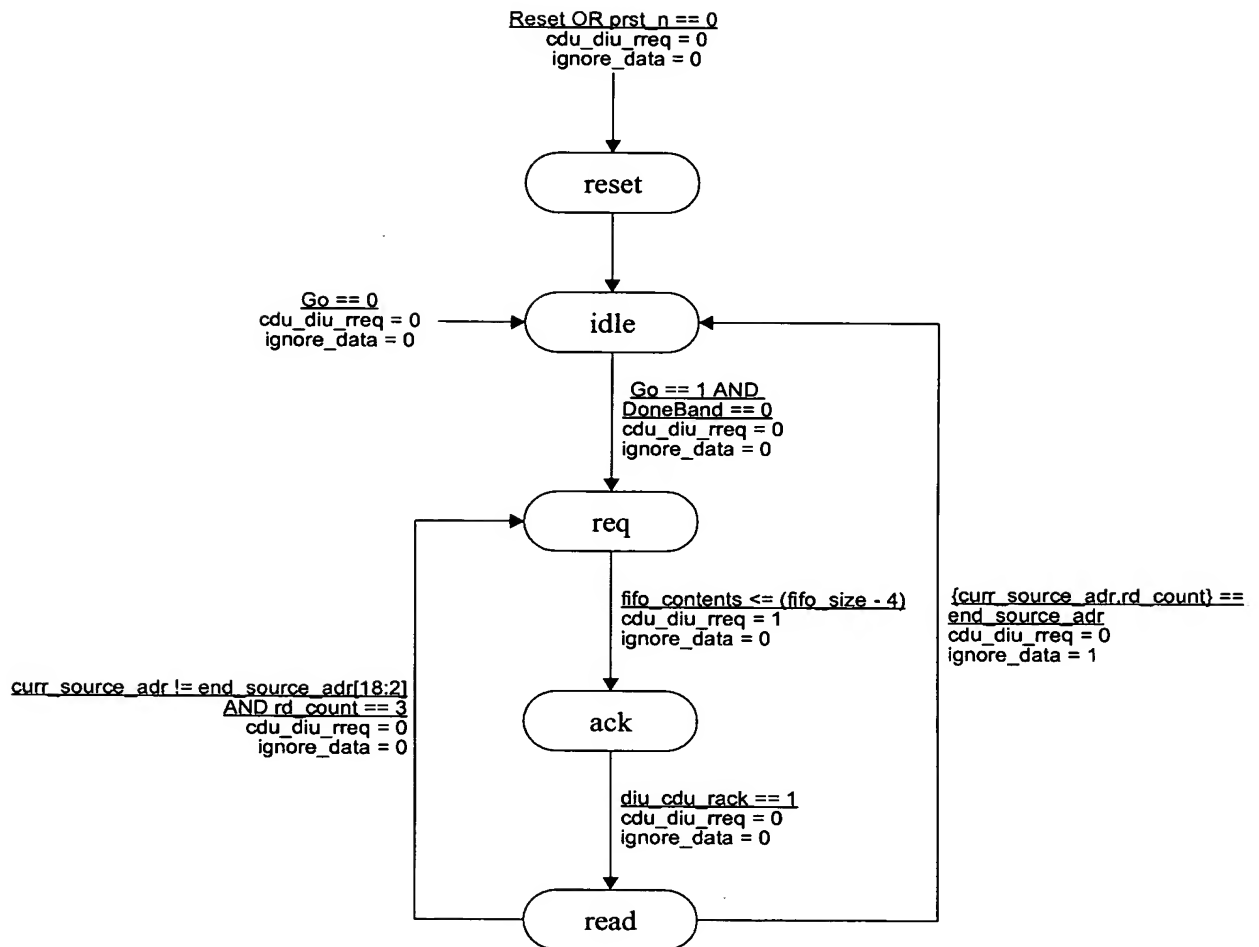 Reset OR prst_n == 0
cdu_diu_rreq = 0
ignore_data = 0
reset
Go == 0
cdu_diu_rreq = 0
ignore_data = 0
idle
Go == 1 AND
DoneBand == 0
cdu_diu_rreq = 0
ignore_data = 0
req
fifo_contents <= (fifo_size - 4)
cdu_diu_rreq = 1
ignore_data = 0
{curr_source_adr,rd_count} ==
end_source_adr
cdu_diu_rreq = 0
ignore_data = 1
curr_source_adr != end_source_adr[18:2]
AND rd_count == 3
cdu_diu_rreq = 0
ignore_data = 0
ack
diu_cdu_rack == 1
cdu_diu_rreq = 0
ignore_data = 0
read